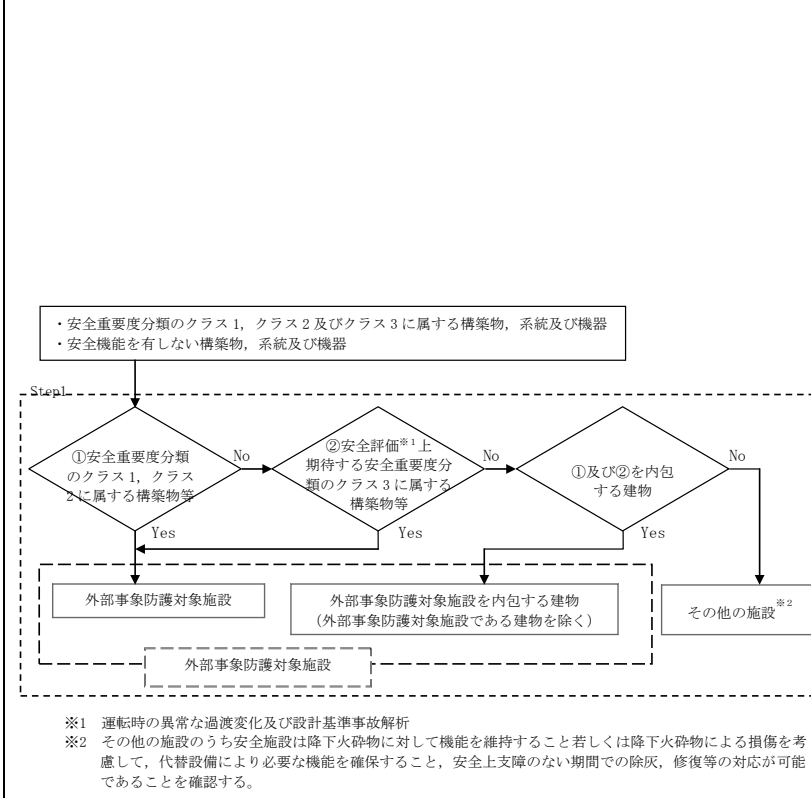 ・安全重要度分類のクラス1，クラス2及びクラス3に属する構築物，系統及び機器
・安全機能を有しない構築物，系統及び機器
Step1
①安全重要度分類
のクラス1，クラス
2に属する構築物等
No
②安全評価※1上
期待する安全重要度分
類のクラス3に属する
構築物等
No
①及び②を内包
する建物
No
Yes
Yes
Yes
外部事象防護対象施設
外部事象防護対象施設を内包する建物
（外部事象防護対象施設である建物を除く）
その他の施設※2
外部事象防護対象施設
※1　運転時の異常な過渡変化及び設計基準事故解析
※2　その他の施設のうち安全施設は降下火砕物に対して機能を維持すること若しくは降下火砕物による損傷を考
慮して，代替設備により必要な機能を確保すること，安全上支障のない期間での除灰，修復等の対応が可能
であることを確認する。